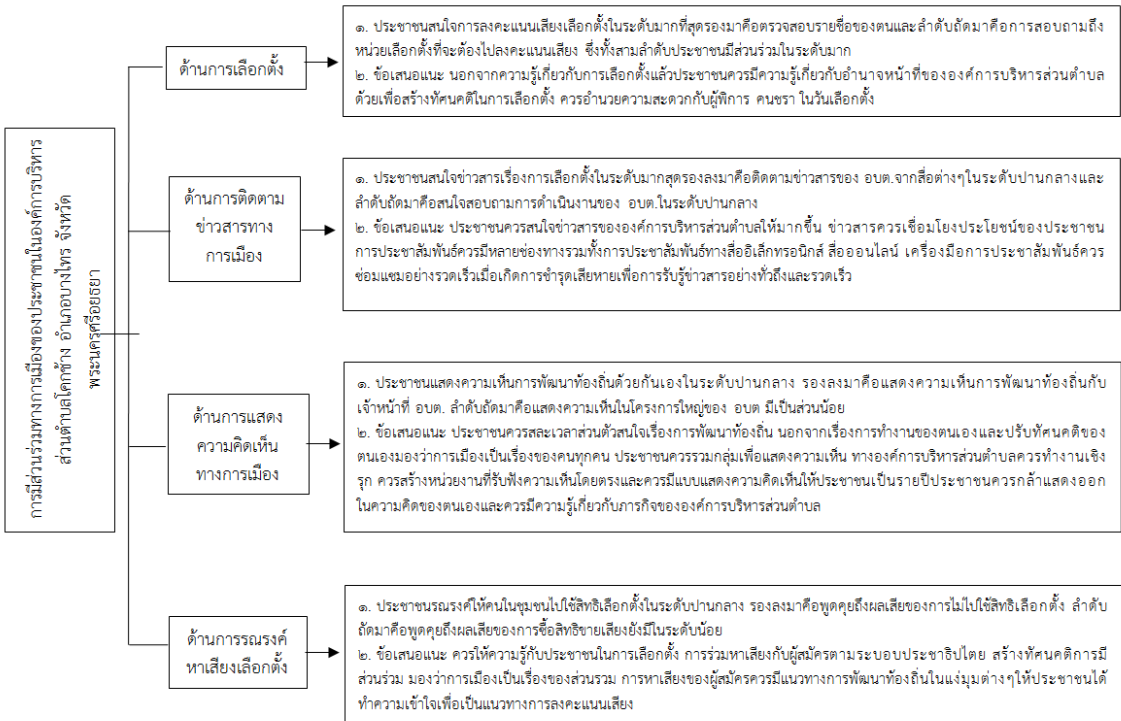 การมีส่วนร่วมทางการเมืองของประชาชนในองค์การบริหาร
ส่วนตำบลโคกช้าง อำเภอบางไทร จังหวัด
พระนครศรีอยุธยา
ด้านการเลือกตั้ง
๑. ประชาชนสนใจการลงคะแนนเสียงเลือกตั้งในระดับมากที่สุดรองมาคือตรวจสอบรายชื่อของตนและลำดับถัดมาคือการสอบถามถึง
หน่วยเลือกตั้งที่จะต้องไปลงคะแนนเสียง ซึ่งทั้งสามลำดับประชาชนมีส่วนร่วมในระดับมาก
๒. ข้อเสนอแนะ นอกจากความรู้เกี่ยวกับการเลือกตั้งแล้วประชาชนควรมีความรู้เกี่ยวกับอำนาจหน้าที่ขององค์การบริหารส่วนตำบล
ด้วยเพื่อสร้างทัศนคติในการเลือกตั้ง ควรอำนวยความสะดวกกับผู้พิการ คนชรา ในวันเลือกตั้ง
ด้านการติดตาม
ข่าวสารทาง
การเมือง
๑. ประชาชนสนใจข่าวสารเรื่องการเลือกตั้งในระดับมากสุดรองลงมาคือติดตามข่าวสารของ อบต.จากสื่อต่างๆในระดับปานกลางและ
ลำดับถัดมาคือสนใจสอบถามการดำเนินงานของ อบต.ในระดับปานกลาง
๒. ข้อเสนอแนะ ประชาชนควรสนใจข่าวสารขององค์การบริหารส่วนตำบลให้มากขึ้น ข่าวสารควรเชื่อมโยงประโยชน์ของประชาชน
การประชาสัมพันธ์ควรมีหลายช่องทางรวมทั้งการประชาสัมพันธ์ทางสื่ออิเล็กทรอนิกส์ สื่อออนไลน์ เครื่องมือการประชาสัมพันธ์ควร
ซ่อมแซมอย่างรวดเร็วเมื่อเกิดการชำรุดเสียหายเพื่อการรับรู้ข่าวสารอย่างทั่วถึงและรวดเร็ว
ด้านการแสดง
ความคิดเห็น
ทางการเมือง
๑. ประชาชนแสดงความเห็นการพัฒนาท้องถิ่นด้วยกันเองในระดับปานกลาง รองลงมาคือแสดงความเห็นการพัฒนาท้องถิ่นกับ
เจ้าหน้าที่ อบต. ลำดับถัดมาคือแสดงความเห็นในโครงการใหญ่ของ อบต มีเป็นส่วนน้อย
๒. ข้อเสนอแนะ ประชาชนควรสละเวลาส่วนตัวสนใจเรื่องการพัฒนาท้องถิ่น นอกจากเรื่องการทำงานของตนเองและปรับทัศนคติของ
ตนเองมองว่าการเมืองเป็นเรื่องของคนทุกคน ประชาชนควรรวมกลุ่มเพื่อแสดงความเห็น ทางองค์การบริหารส่วนตำบลควรทำงานเชิง
รุก ควรสร้างหน่วยงานที่รับฟังความเห็นโดยตรงและควรมีแบบแสดงความคิดเห็นให้ประชาชนเป็นรายปีประชาชนควรกล้าแสดงออก
ในความคิดของตนเองและควรมีความรู้เกี่ยวกับภารกิจขององค์การบริหารส่วนตำบล
ด้านการรณรงค์
หาเสียงเลือกตั้ง
๑. ประชาชนรณรงค์ให้คนในชุมชนไปใช้สิทธิเลือกตั้งในระดับปานกลาง รองลงมาคือพูดคุยถึงผลเสียของการไม่ไปใช้สิทธิเลือกตั้ง ลำดับ
ถัดมาคือพูดคุยถึงผลเสียของการซื้อสิทธิขายเสียงยังมีในระดับน้อย
๒. ข้อเสนอแนะ ควรให้ความรู้กับประชาชนในการเลือกตั้ง การร่วมหาเสียงกับผู้สมัครตามระบอบประชาธิปไตย สร้างทัศนคติการมี
ส่วนร่วม มองว่าการเมืองเป็นเรื่องของส่วนรวม การหาเสียงของผู้สมัครควรมีแนวทางการพัฒนาท้องถิ่นในแง่มุมต่างๆให้ประชาชนได้
ทำความเข้าใจเพื่อเป็นแนวทางการลงคะแนนเสียง